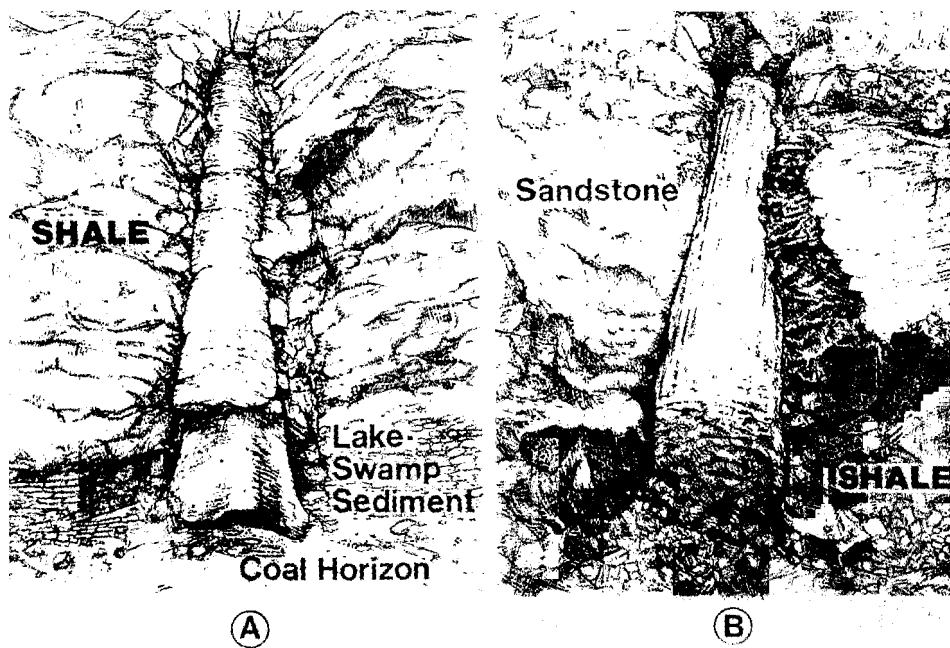 SHALE
Lake-
Swamp
Sediment
Coal Horizon
A
Sandstone
SHALE
B